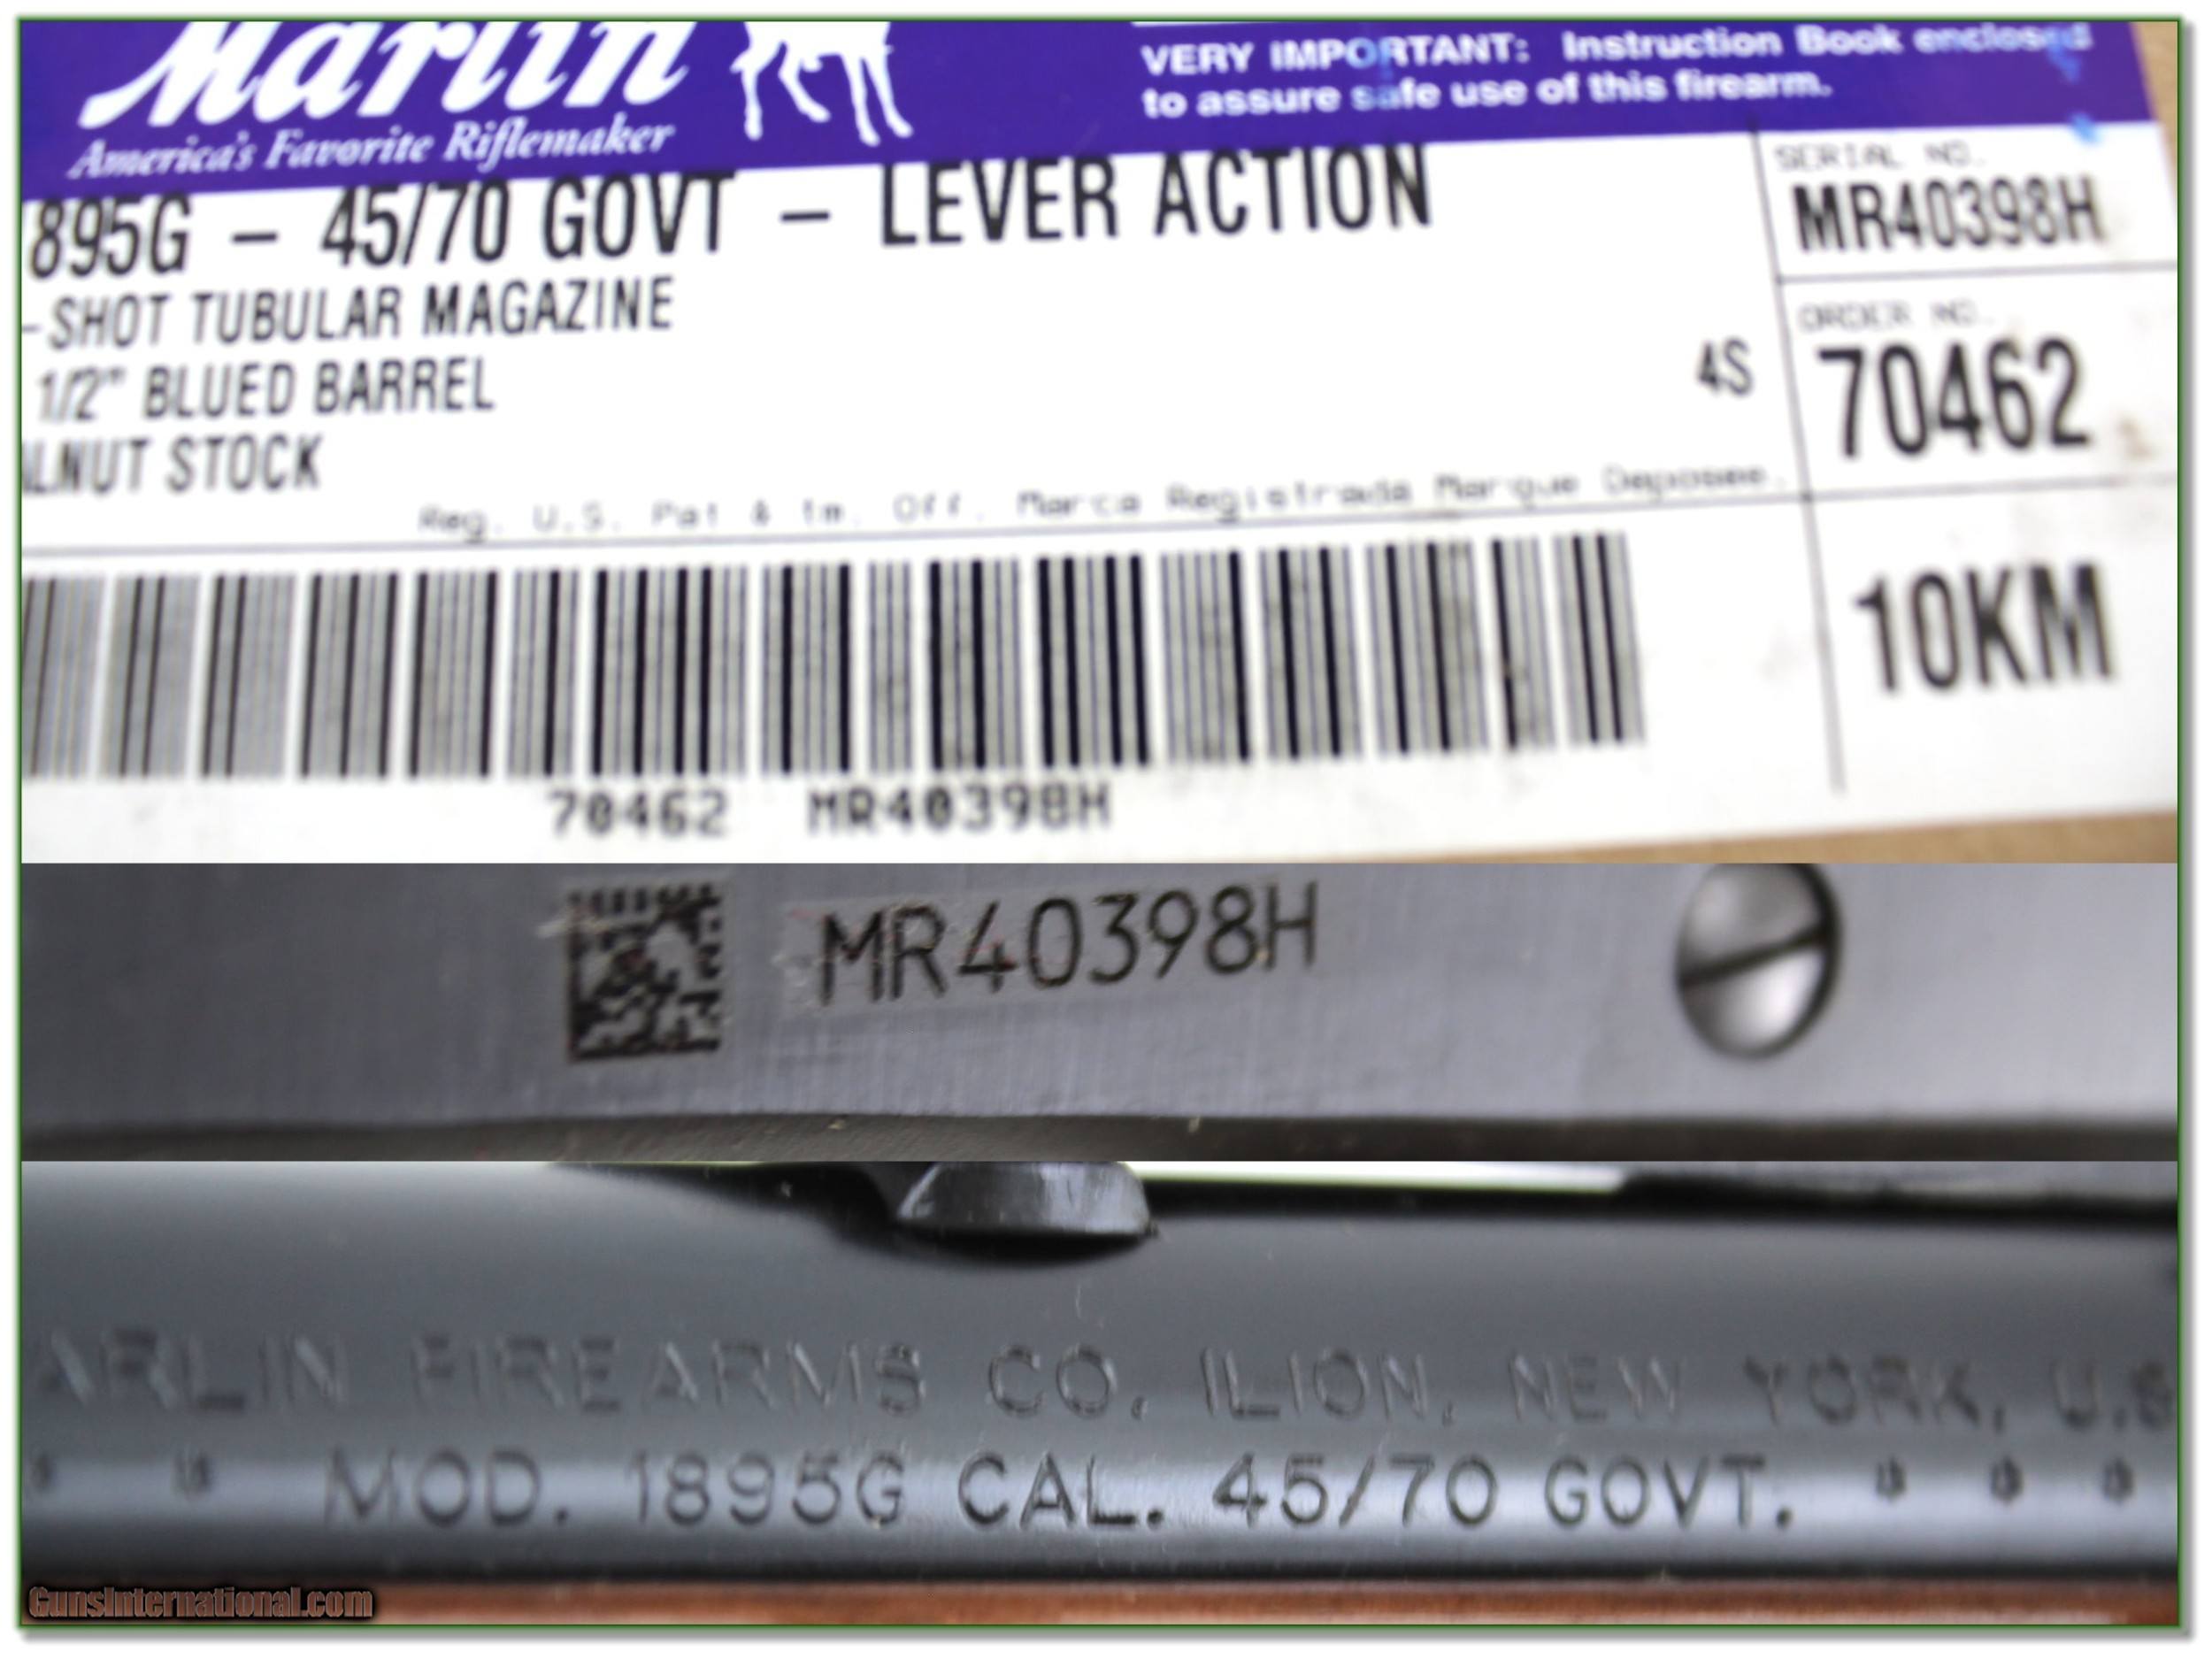 Marlin
America's Favorite Riflemaker
VERY IMPORTANT: Instruction Book enclosed
to assure safe use of this firearm.
895G – 45/70 GOVT – LEVER ACTION
-SHOT TUBULAR MAGAZINE
1/2" BLUED BARREL
LNUT STOCK
4S
SERIAL NO.
MR40398H
ORDER NO.
70462
Reg. U.S. Pat & tm. Off. Marca Registrada Marque Deposee.
10KM
70462 MR40398H
MR40398H
ARLIN FIREARMS CO. ILION, NEW YORK, U.S
* * MOD. 1895G CAL. 45/70 GOVT. * * *
GunsInternational.com